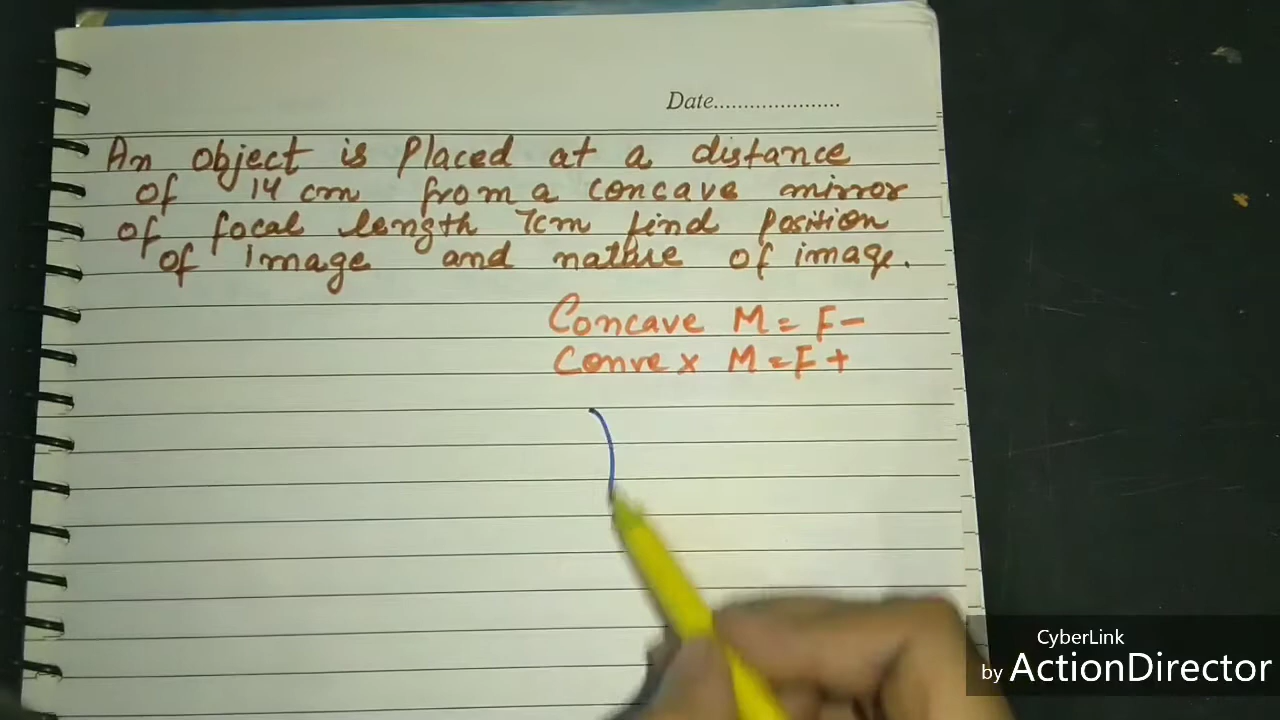 Date.....................
An object is Placed at a distance
of 14 cm from a concave mirror
of focal length 7cm find position
of image and nature of image.
Concave M = F -
Convex M = F +
CyberLink
by ActionDirector